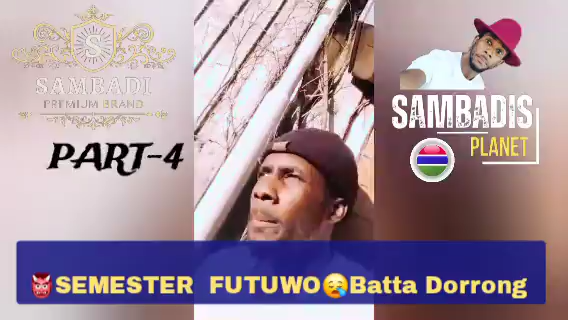 S
SAMBADI
PREMIUM BRAND
PART-4
SAMBADIS
PLANET
👹SEMESTER FUTUWO😪Batta Dorrong